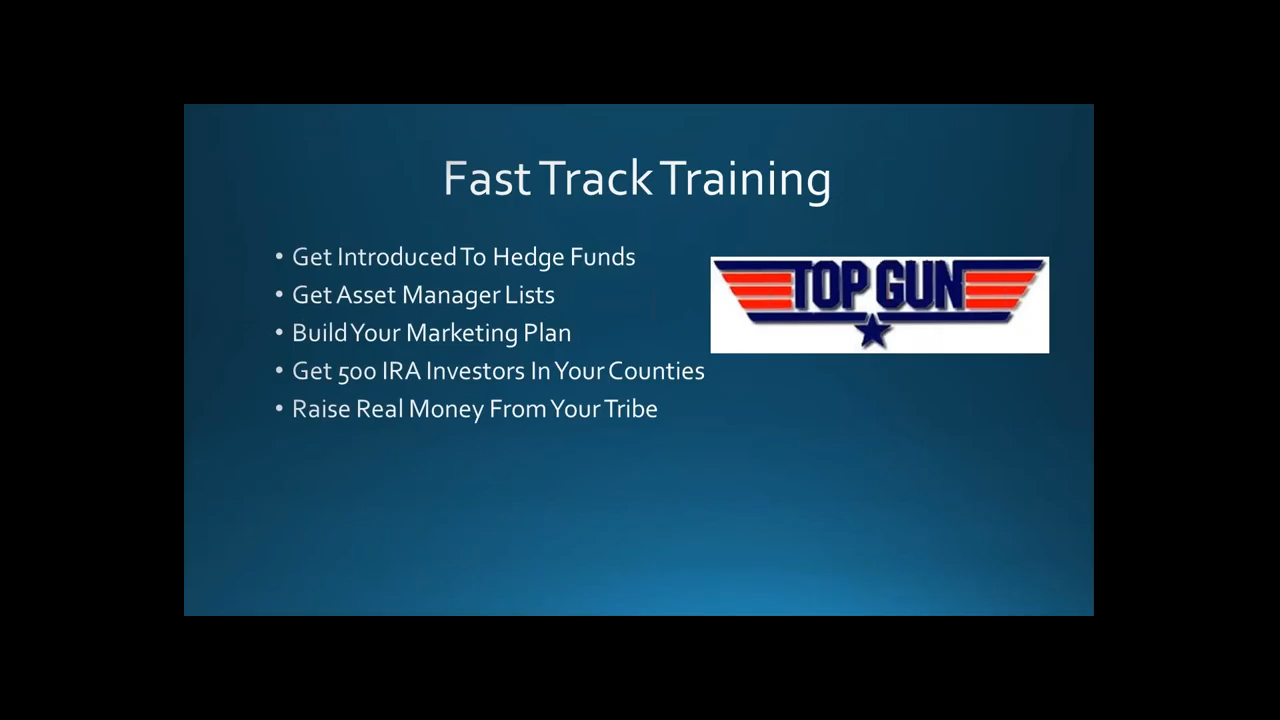 Fast Track Training
• Get Introduced To Hedge Funds
• Get Asset Manager Lists
• Build Your Marketing Plan
• Get 500 IRA Investors In Your Counties
• Raise Real Money From Your Tribe
TOP GUN